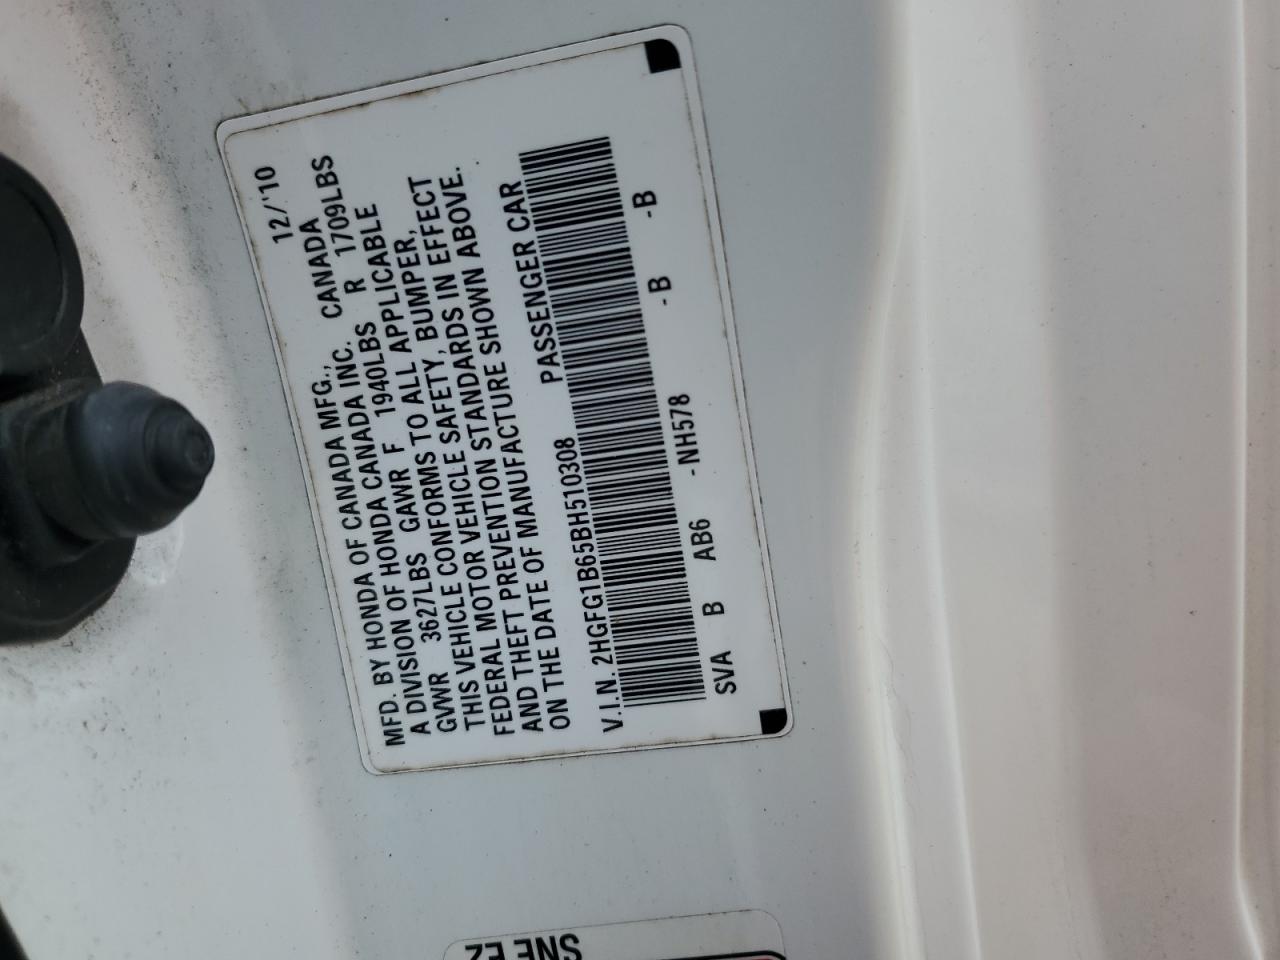 MFD. BY HONDA OF CANADA MFG., CANADA 12/'10
A DIVISION OF HONDA CANADA INC.
GVWR 3627LBS GAWR F 1940LBS R 1709LBS
THIS VEHICLE CONFORMS TO ALL APPLICABLE
FEDERAL MOTOR VEHICLE SAFETY, BUMPER,
AND THEFT PREVENTION STANDARDS IN EFFECT
ON THE DATE OF MANUFACTURE SHOWN ABOVE.
V.I.N. 2HGFG1B65BH510308 PASSENGER CAR
SVA B AB6 -NH578 -B -B
SNE EZ